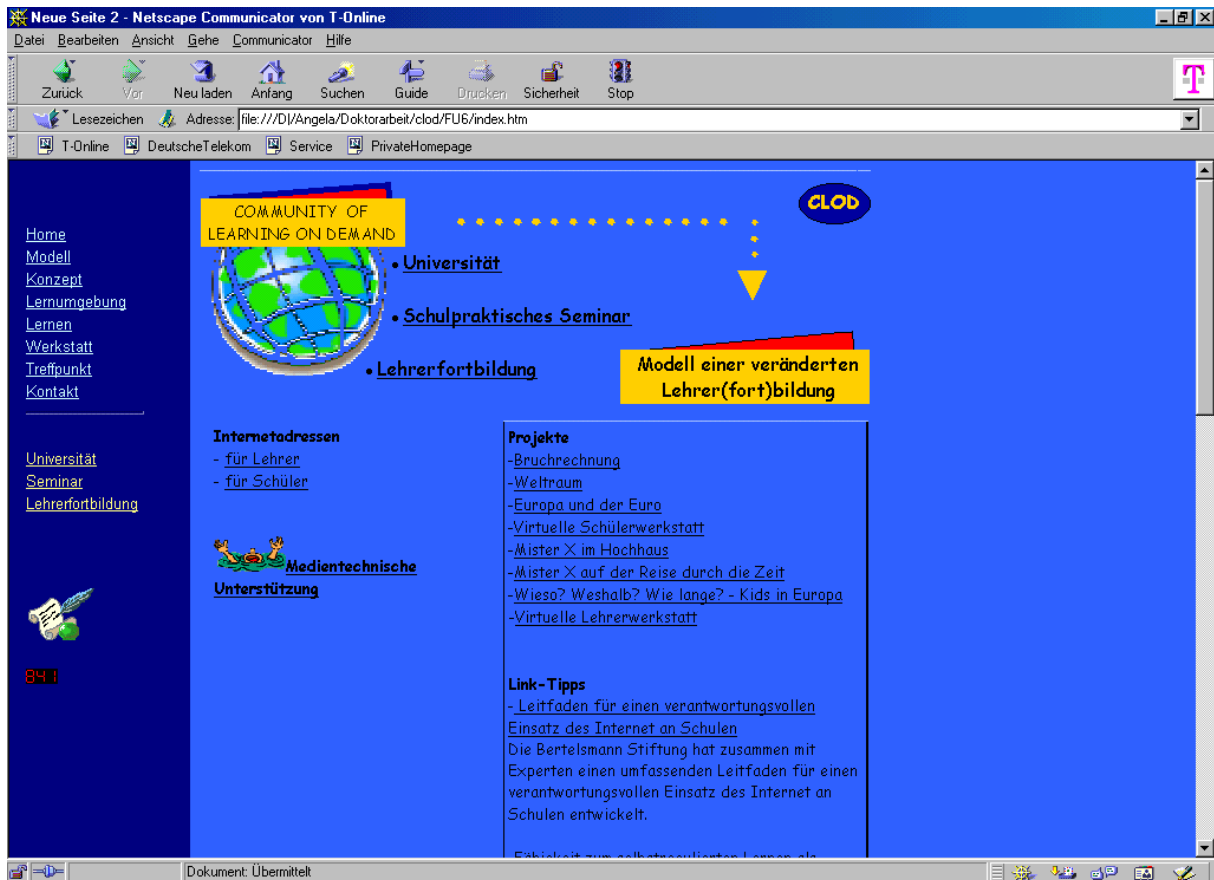 Neue Seite 2 - Netscape Communicator von T-Online
Datei Bearbeiten Ansicht Gehe Communicator Hilfe
Zurück Vor Neu laden Anfang Suchen Guide Drucken Sicherheit Stop
T
Lesezeichen Adresse: file:///D|/Angela/Doktorarbeit/clod/FU6/index.htm
T-Online DeutscheTelekom Service PrivateHomepage
Home
Modell
Konzept
Lernumgebung
Lernen
Werkstatt
Treffpunkt
Kontakt
Universität
Seminar
Lehrerfortbildung
841
COMMUNITY OF
LEARNING ON DEMAND
CLOD
• Universität
• Schulpraktisches Seminar
• Lehrerfortbildung
Modell einer veränderten
Lehrer(fort)bildung
Internetadressen
- für Lehrer
- für Schüler
Medientechnische
Unterstützung
Projekte
-Bruchrechnung
-Weltraum
-Europa und der Euro
-Virtuelle Schülerwerkstatt
-Mister X im Hochhaus
-Mister X auf der Reise durch die Zeit
-Wieso? Weshalb? Wie lange? - Kids in Europa
-Virtuelle Lehrerwerkstatt
Link-Tipps
- Leitfaden für einen verantwortungsvollen
Einsatz des Internet an Schulen
Die Bertelsmann Stiftung hat zusammen mit
Experten einen umfassenden Leitfaden für einen
verantwortungsvollen Einsatz des Internet an
Schulen entwickelt.
Fähigkeit zum selbstregulierten Lernen als
Dokument: Übermittelt